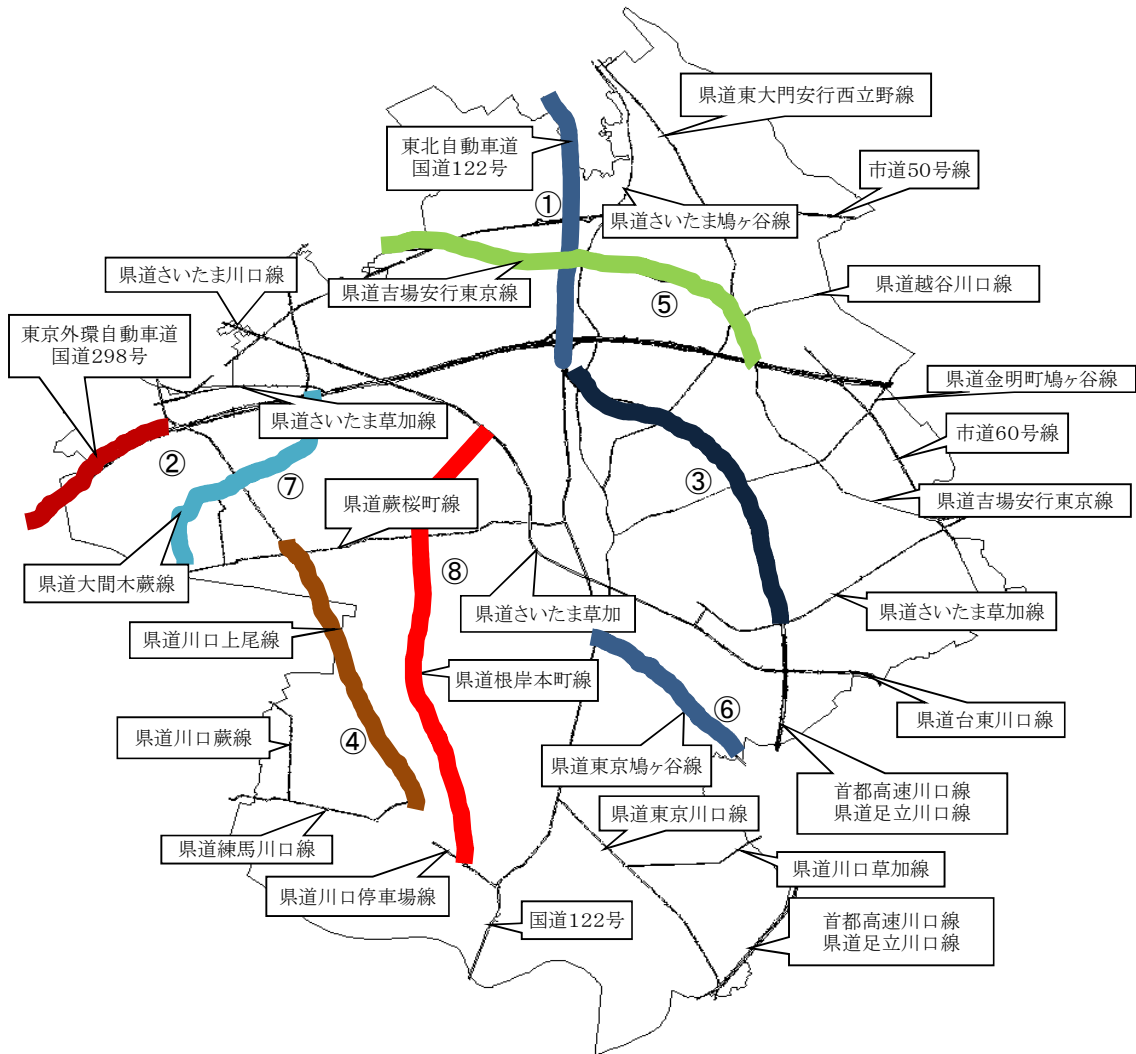 県道東大門安行西立野線
東北自動車道
国道122号
市道50号線
①
県道さいたま鳩ヶ谷線
県道さいたま川口線
県道吉場安行東京線
県道越谷川口線
⑤
東京外環自動車道
国道298号
県道金明町鳩ヶ谷線
県道さいたま草加線
市道60号線
②
⑦
③
県道蕨桜町線
県道吉場安行東京線
県道大間木蕨線
⑧
県道さいたま草加
県道さいたま草加線
県道川口上尾線
県道根岸本町線
⑥
県道台東川口線
県道川口蕨線
④
県道東京鳩ヶ谷線
首都高速川口線
県道足立川口線
県道東京川口線
県道練馬川口線
県道川口草加線
県道川口停車場線
国道122号
首都高速川口線
県道足立川口線